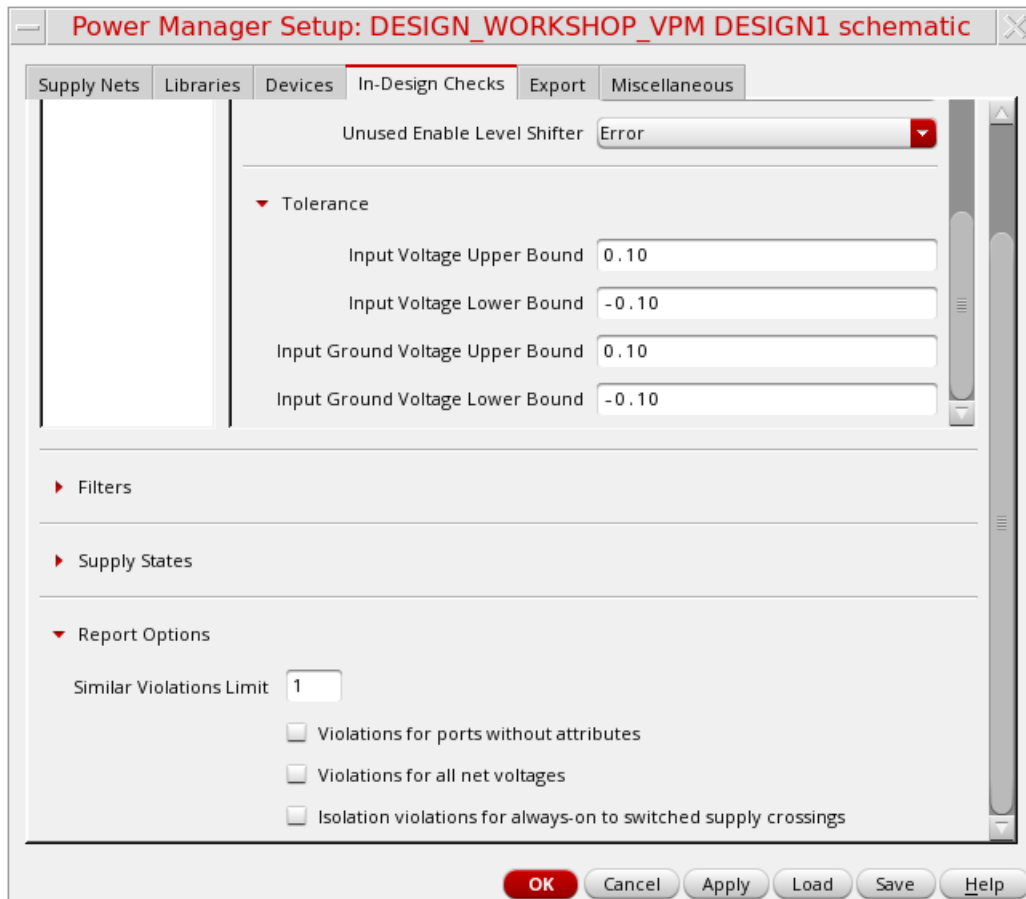 Power Manager Setup: DESIGN_WORKSHOP_VPM DESIGN1 schematic
Supply Nets Libraries Devices In-Design Checks Export Miscellaneous
Unused Enable Level Shifter Error
Tolerance
Input Voltage Upper Bound 0.10
Input Voltage Lower Bound -0.10
Input Ground Voltage Upper Bound 0.10
Input Ground Voltage Lower Bound -0.10
Filters
Supply States
Report Options
Similar Violations Limit 1
Violations for ports without attributes
Violations for all net voltages
Isolation violations for always-on to switched supply crossings
OK Cancel Apply Load Save Help